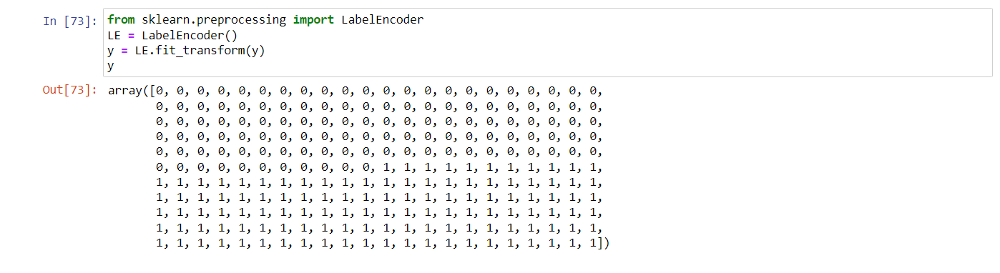 In [73]: from sklearn.preprocessing import LabelEncoder
LE = LabelEncoder()
y = LE.fit_transform(y)
y
Out[73]: array([0, 0, 0, 0, 0, 0, 0, 0, 0, 0, 0, 0, 0, 0, 0, 0, 0, 0, 0, 0, 0, 0,
0, 0, 0, 0, 0, 0, 0, 0, 0, 0, 0, 0, 0, 0, 0, 0, 0, 0, 0, 0, 0, 0,
0, 0, 0, 0, 0, 0, 0, 0, 0, 0, 0, 0, 0, 0, 0, 0, 0, 0, 0, 0, 0, 0,
0, 0, 0, 0, 0, 0, 0, 0, 0, 0, 0, 0, 0, 0, 0, 0, 0, 0, 0, 0, 0, 0,
0, 0, 0, 0, 0, 0, 0, 0, 0, 0, 0, 0, 0, 0, 0, 0, 0, 0, 0, 0, 0, 0,
0, 0, 0, 0, 0, 0, 0, 0, 0, 0, 0, 1, 1, 1, 1, 1, 1, 1, 1, 1, 1, 1,
1, 1, 1, 1, 1, 1, 1, 1, 1, 1, 1, 1, 1, 1, 1, 1, 1, 1, 1, 1, 1, 1,
1, 1, 1, 1, 1, 1, 1, 1, 1, 1, 1, 1, 1, 1, 1, 1, 1, 1, 1, 1, 1, 1,
1, 1, 1, 1, 1, 1, 1, 1, 1, 1, 1, 1, 1, 1, 1, 1, 1, 1, 1, 1, 1, 1,
1, 1, 1, 1, 1, 1, 1, 1, 1, 1, 1, 1, 1, 1, 1, 1, 1, 1, 1, 1, 1, 1,
1, 1, 1, 1, 1, 1, 1, 1, 1, 1, 1, 1, 1, 1, 1, 1, 1, 1, 1, 1, 1, 1])